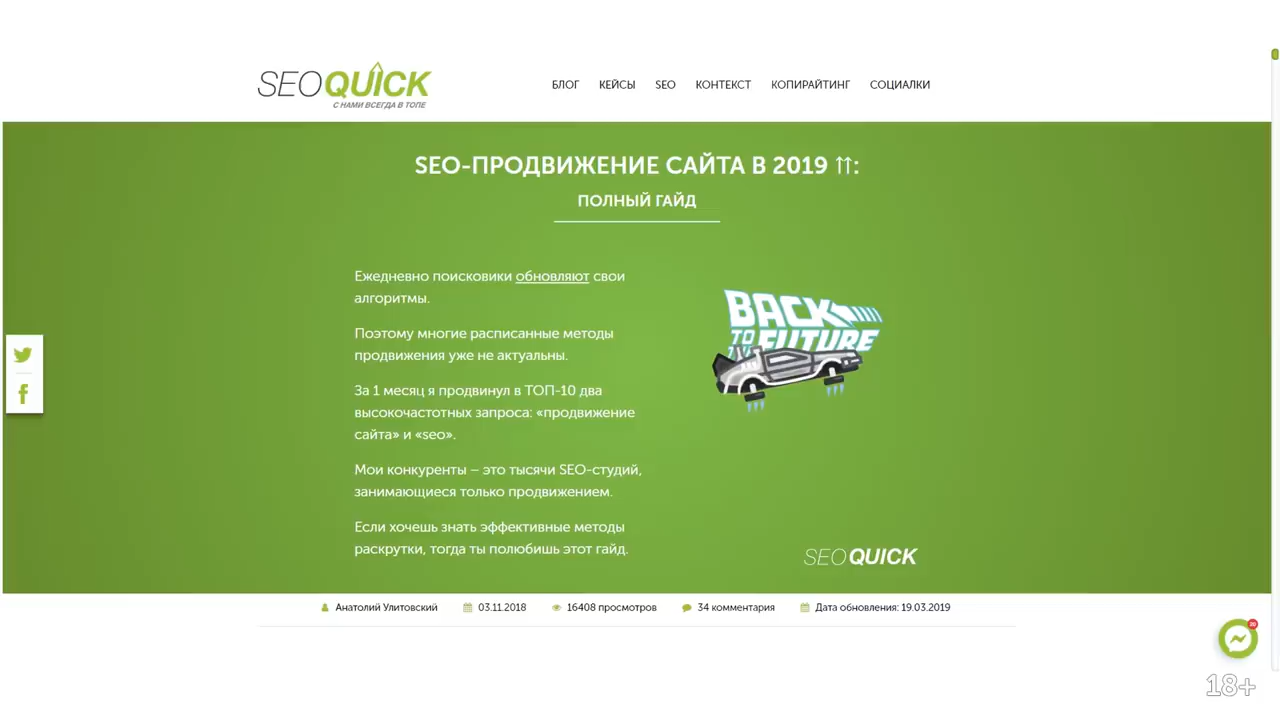 SEOQUICK
С НАМИ ВСЕГДА В ТОПЕ
БЛОГ КЕЙСЫ SEO КОНТЕКСТ КОПИРАЙТИНГ СОЦИАЛКИ
SEO-ПРОДВИЖЕНИЕ САЙТА В 2019 ⇈:
ПОЛНЫЙ ГАЙД
Ежедневно поисковики обновляют свои
алгоритмы.
Поэтому многие расписанные методы
продвижения уже не актуальны.
За 1 месяц я продвинул в ТОП-10 два
высокочастотных запроса: «продвижение
сайта» и «seo».
Мои конкуренты – это тысячи SEO-студий,
занимающиеся только продвижением.
Если хочешь знать эффективные методы
раскрутки, тогда ты полюбишь этот гайд.
BACK
TO THE FUTURE
SEOQUICK
Анатолий Улитовский 03.11.2018 16408 просмотров 34 комментария Дата обновления: 19.03.2019
20
18+